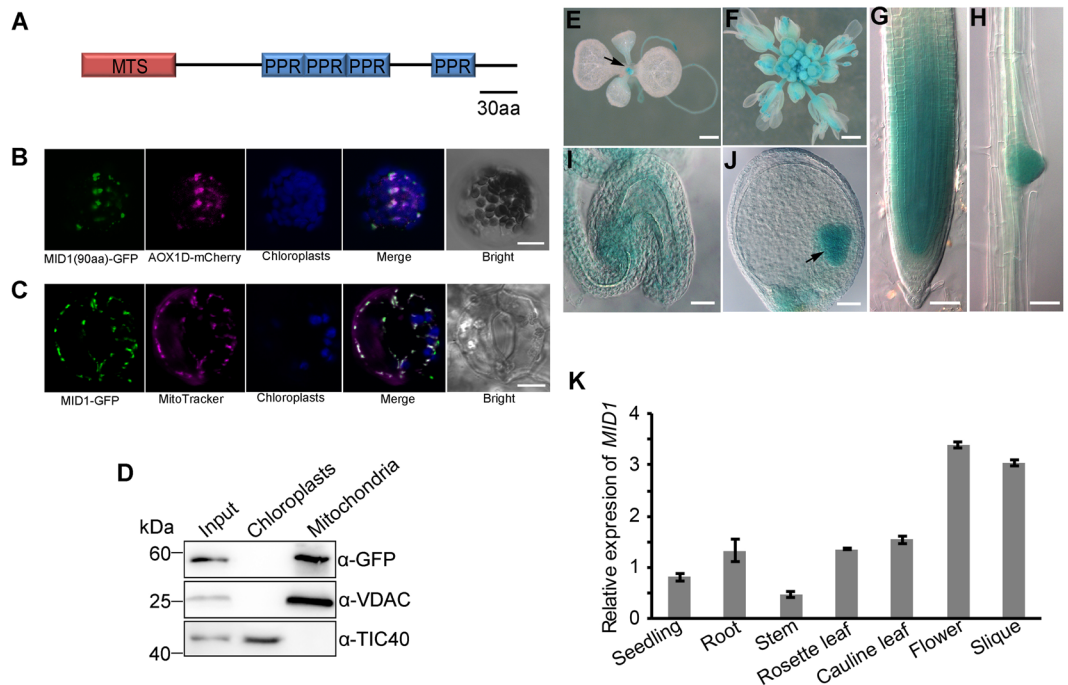 A
MTS PPR PPR PPR PPR
30aa
B
MID1(90aa)-GFP AOX1D-mCherry Chloroplasts Merge Bright
C
MID1-GFP MitoTracker Chloroplasts Merge Bright
D
Input Chloroplasts Mitochondria
kDa
60 α-GFP
25 α-VDAC
40 α-TIC40
E F G H
I J
K
Relative expresion of MID1
4
3
2
1
0
Seedling Root Stem Rosette leaf Cauline leaf Flower Slique